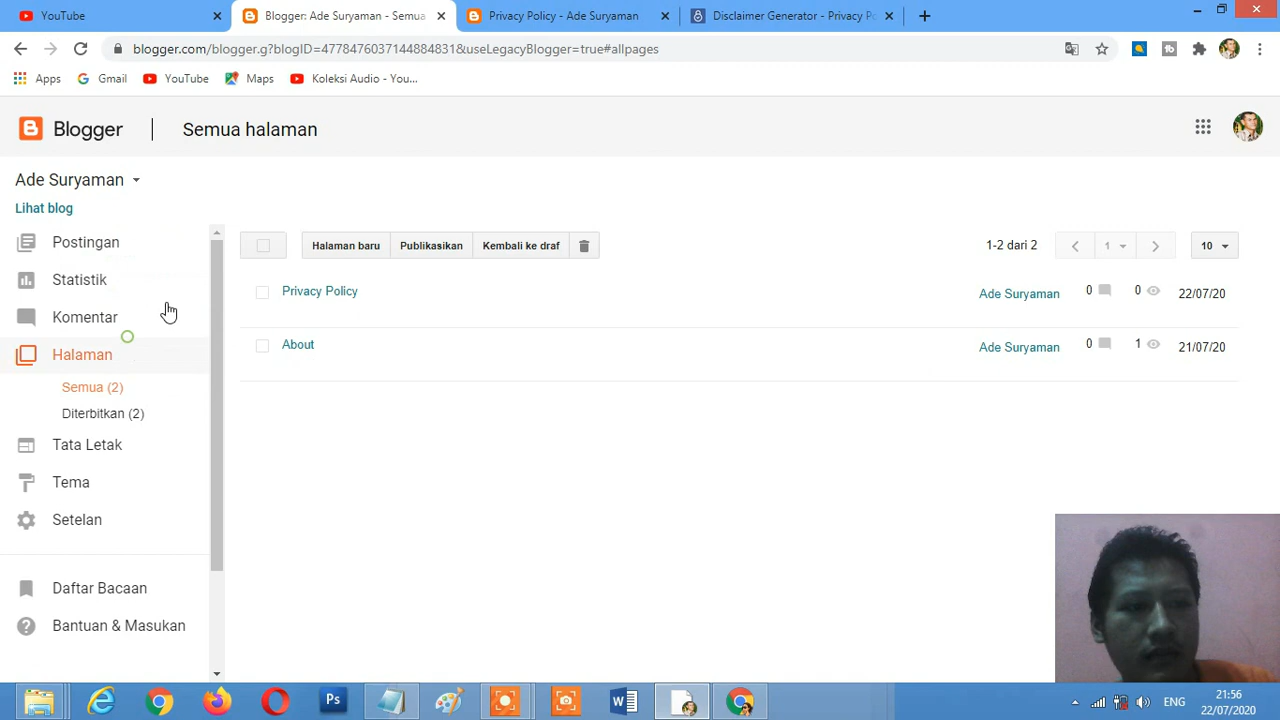 YouTube
Blogger: Ade Suryaman - Semua
Privacy Policy - Ade Suryaman
Disclaimer Generator - Privacy Po
blogger.com/blogger.g?blogID=4778476037144884831&useLegacyBlogger=true#allpages
Apps Gmail YouTube Maps Koleksi Audio - You...
Blogger Semua halaman
Ade Suryaman
Lihat blog
Postingan
Statistik
Komentar
Halaman
Semua (2)
Diterbitkan (2)
Tata Letak
Tema
Setelan
Daftar Bacaan
Bantuan & Masukan
Halaman baru Publikasikan Kembali ke draf 1-2 dari 2 1 10
Privacy Policy Ade Suryaman 0 0 22/07/20
About Ade Suryaman 0 1 21/07/20
Ps
W
ENG
21:56
22/07/2020